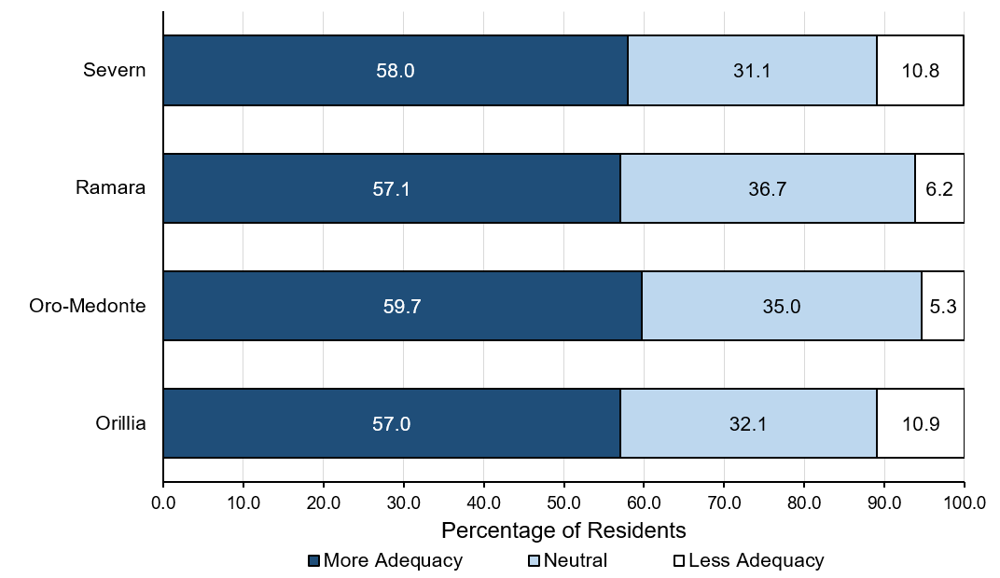 Severn 58.0 31.1 10.8
Ramara 57.1 36.7 6.2
Oro-Medonte 59.7 35.0 5.3
Orillia 57.0 32.1 10.9
0.0 10.0 20.0 30.0 40.0 50.0 60.0 70.0 80.0 90.0 100.0
Percentage of Residents
More Adequacy Neutral Less Adequacy